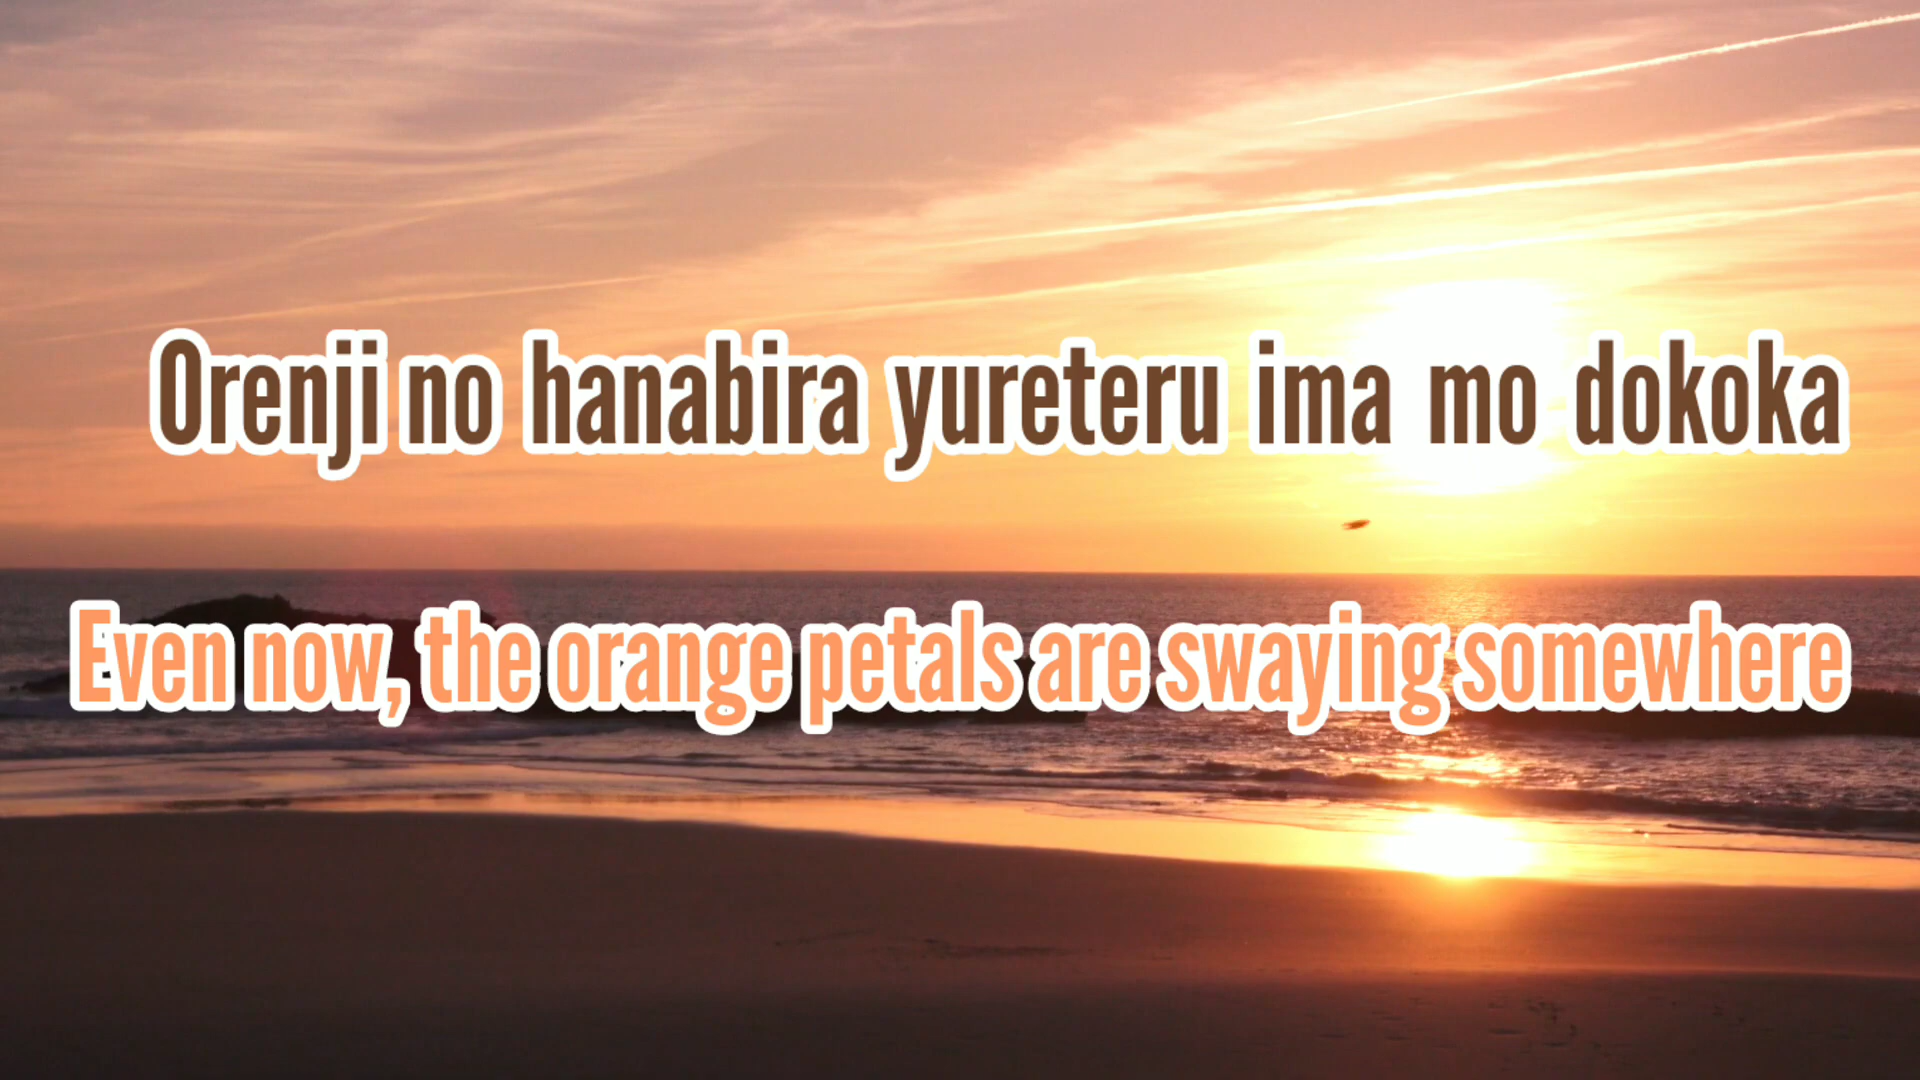 Orenji no hanabira yureteru ima mo dokoka
Even now, the orange petals are swaying somewhere